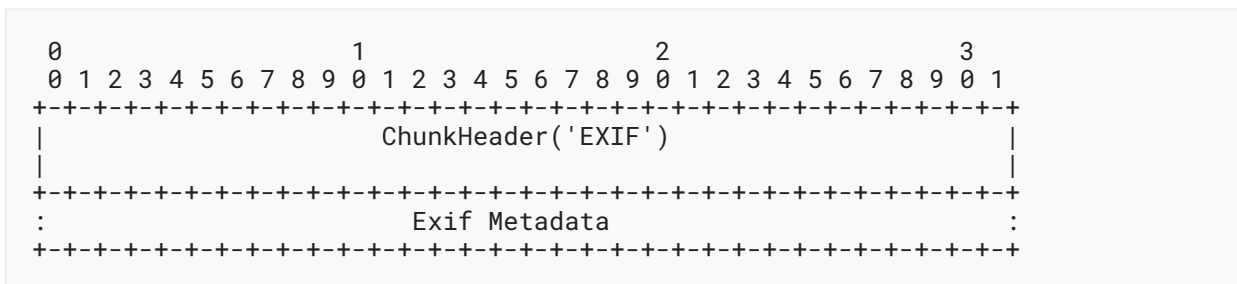 0                   1                   2                   3
 0 1 2 3 4 5 6 7 8 9 0 1 2 3 4 5 6 7 8 9 0 1 2 3 4 5 6 7 8 9 0 1
+-+-+-+-+-+-+-+-+-+-+-+-+-+-+-+-+-+-+-+-+-+-+-+-+-+-+-+-+-+-+-+-+
|                      ChunkHeader('EXIF')                      |
|                                                               |
+-+-+-+-+-+-+-+-+-+-+-+-+-+-+-+-+-+-+-+-+-+-+-+-+-+-+-+-+-+-+-+-+
:                        Exif Metadata                          :
+-+-+-+-+-+-+-+-+-+-+-+-+-+-+-+-+-+-+-+-+-+-+-+-+-+-+-+-+-+-+-+-+